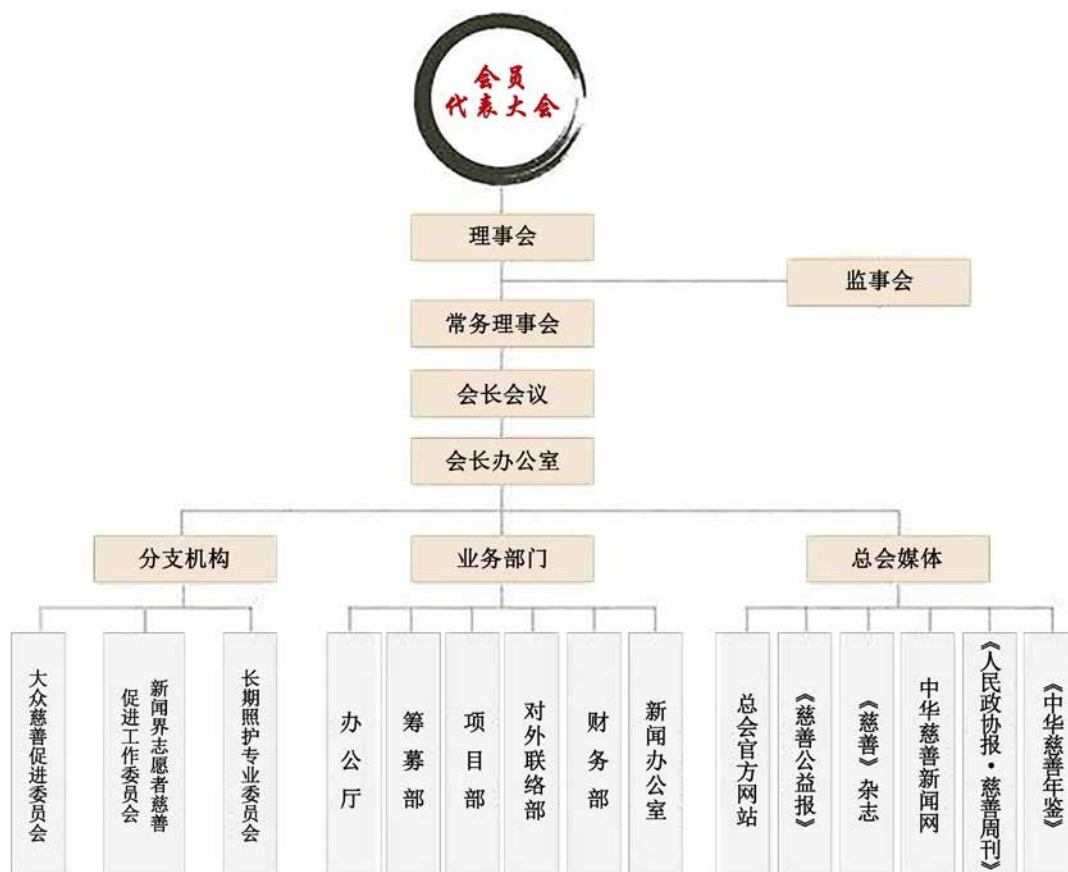 会员
代表大会
理事会
监事会
常务理事会
会长会议
会长办公室
分支机构
业务部门
总会媒体
大众慈善促进委员会
新闻界志愿者慈善
促进工作委员会
长期照护专业委员会
办公厅
筹募部
项目部
对外联络部
财务部
新闻办公室
总会官方网站
《慈善公益报》
《慈善》杂志
中华慈善新闻网
《人民政协报·慈善周刊》
《中华慈善年鉴》